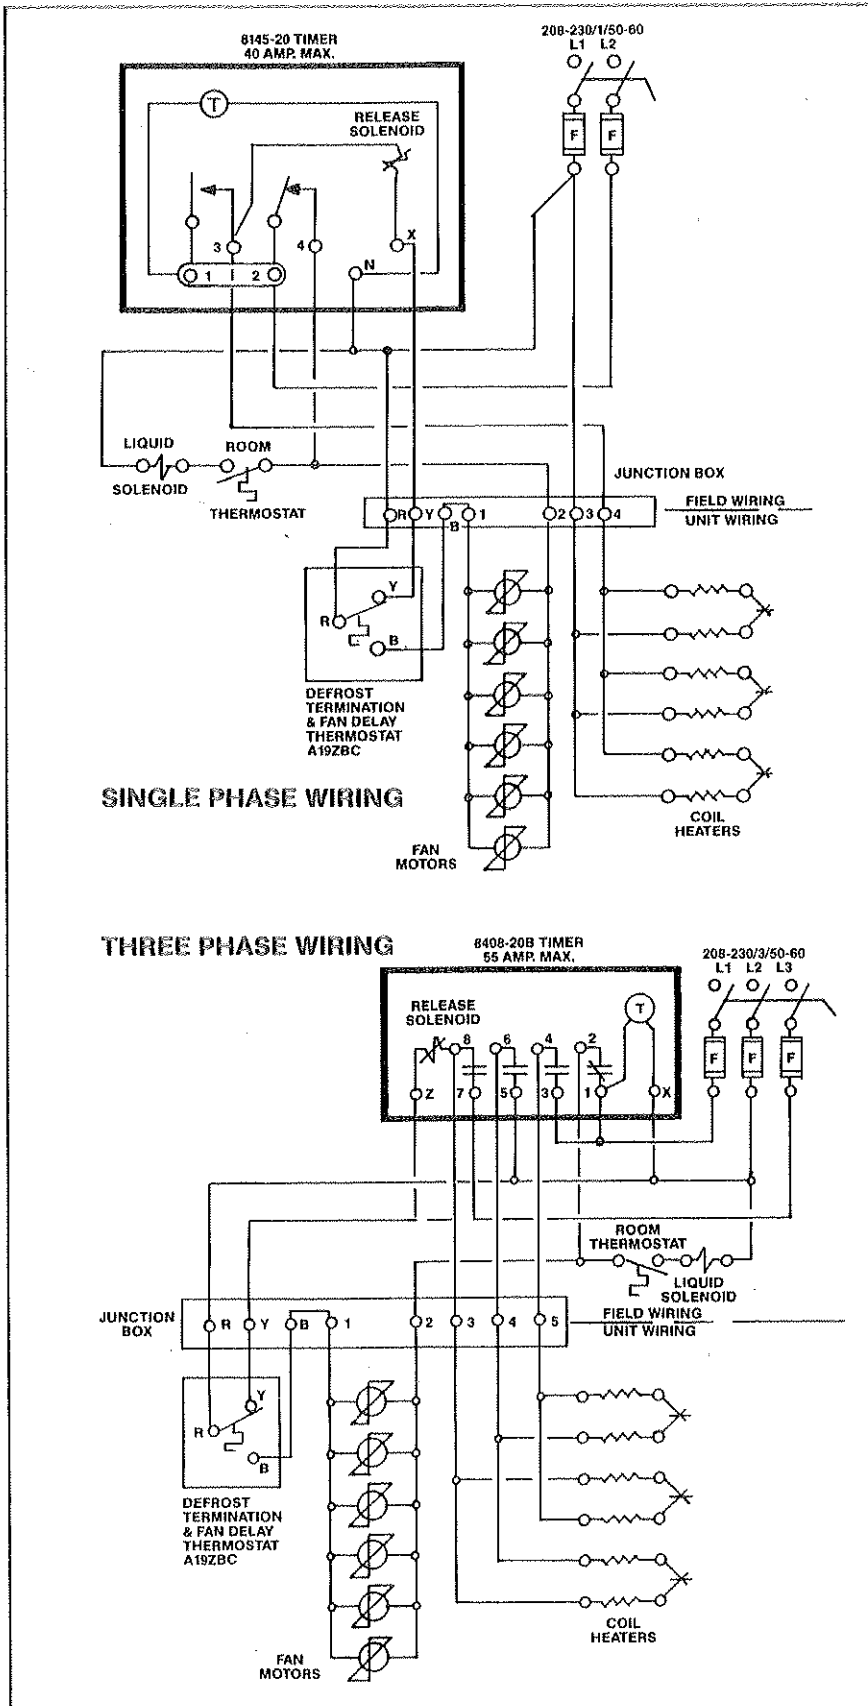 8145-20 TIMER
40 AMP. MAX.
208-230/1/50-60
L1 L2
T
RELEASE
SOLENOID
F F
3 4 X
1 2 N
LIQUID
SOLENOID
ROOM
THERMOSTAT
JUNCTION BOX
FIELD WIRING
UNIT WIRING
R Y B 1 2 3 4
Y
R
B
DEFROST
TERMINATION
& FAN DELAY
THERMOSTAT
A19ZBC
SINGLE PHASE WIRING
FAN
MOTORS
COIL
HEATERS
THREE PHASE WIRING
8408-20B TIMER
55 AMP. MAX.
208-230/3/50-60
L1 L2 L3
RELEASE
SOLENOID
T
8 6 4 2
F F F
Z 7 5 3 1 X
ROOM
THERMOSTAT
LIQUID
SOLENOID
JUNCTION
BOX
FIELD WIRING
UNIT WIRING
R Y B 1 2 3 4 5
Y
R
B
DEFROST
TERMINATION
& FAN DELAY
THERMOSTAT
A19ZBC
FAN
MOTORS
COIL
HEATERS